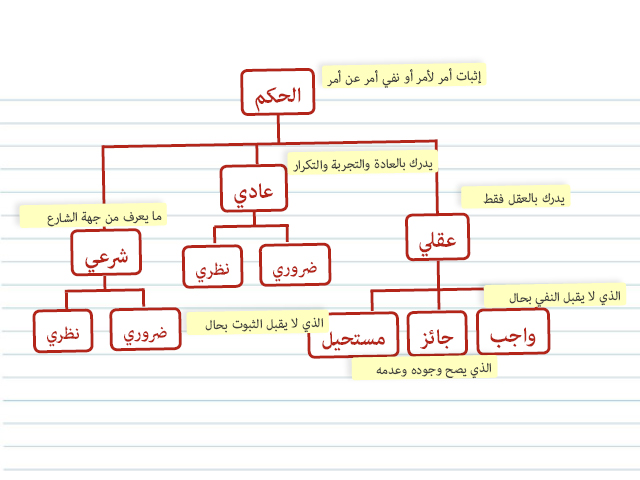 إثبات أمر لأمر أو نفي أمر عن أمر
الحكم
يدرك بالعادة والتجربة والتكرار
يدرك بالعقل فقط
عادي
ما يعرف من جهة الشارع
عقلي
شرعي
ضروري
نظري
الذي لا يقبل النفي بحال
الذي لا يقبل الثبوت بحال
واجب
جائز
مستحيل
ضروري
نظري
الذي يصح وجوده وعدمه